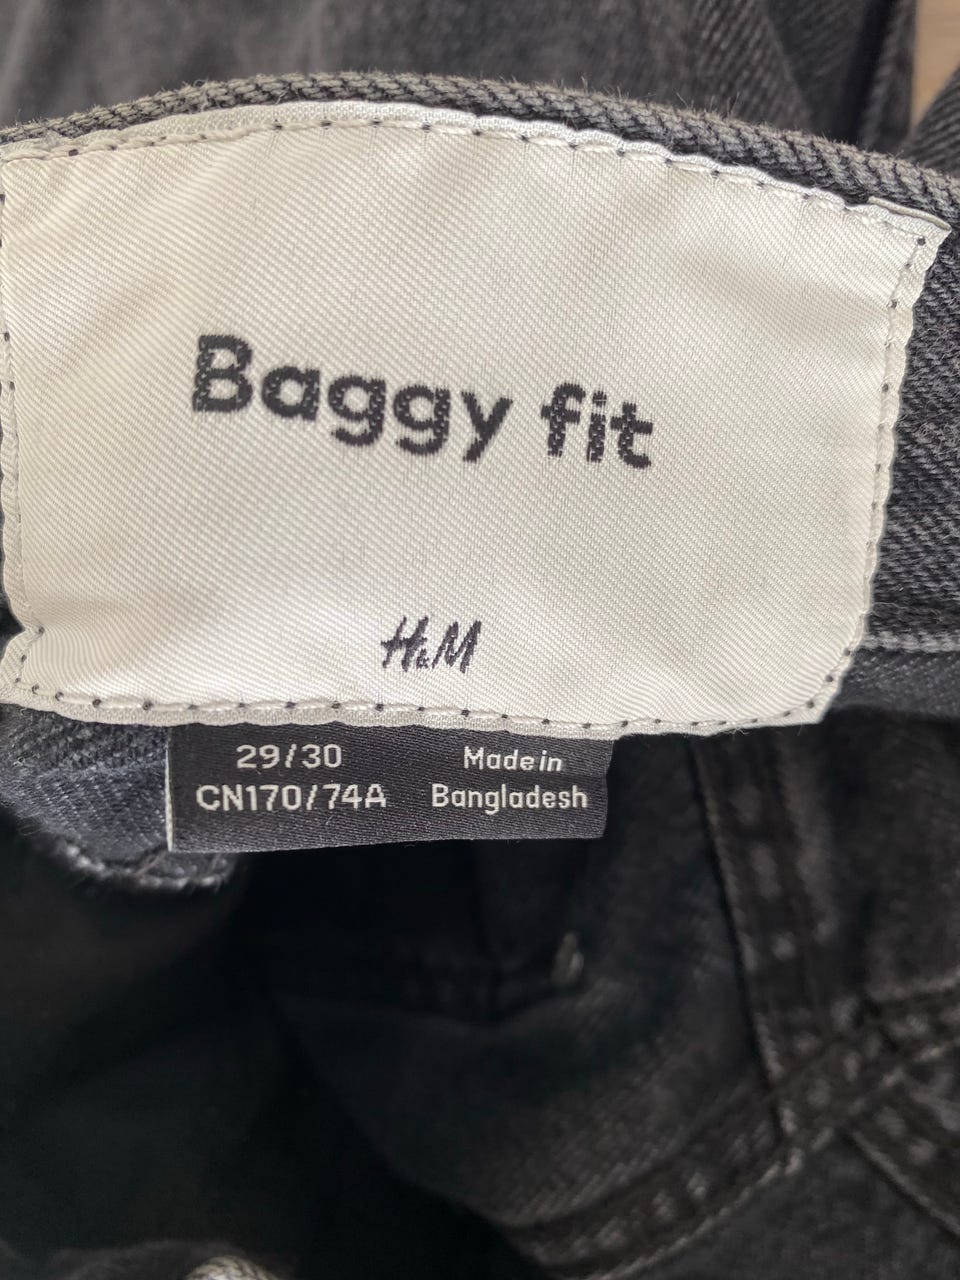 Baggy fit
H&M
29/30
CN170/74A
Made in
Bangladesh